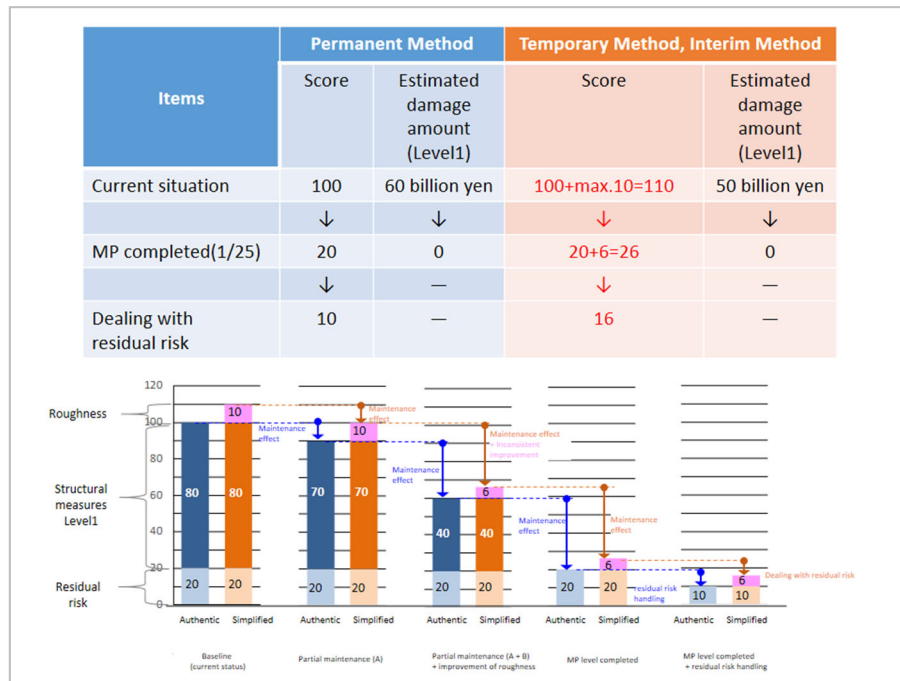 Permanent Method Temporary Method, Interim Method
Items
Score Estimated damage amount (Level1) Score Estimated damage amount (Level1)
Current situation 100 60 billion yen 100+max.10=110 50 billion yen
↓ ↓ ↓ ↓
MP completed(1/25) 20 0 20+6=26 0
↓ — ↓ —
Dealing with residual risk 10 — 16 —
120
Roughness
10
Maintenance effect
100
Maintenance effect
10
Maintenance effect
+ Inconsistent improvement
80
80 80
70 70
Maintenance effect
Structural measures Level1
60
6
Maintenance effect
Maintenance effect
40
40 40
20
6
Dealing with residual risk
Residual risk
20 20
20 20
20 20
20 20
residual risk handling
6
10 10
0
Authentic Simplified Authentic Simplified Authentic Simplified Authentic Simplified Authentic Simplified
Baseline (current status)
Partial maintenance (A)
Partial maintenance (A + B) + improvement of roughness
MP level completed
MP level completed + residual risk handling